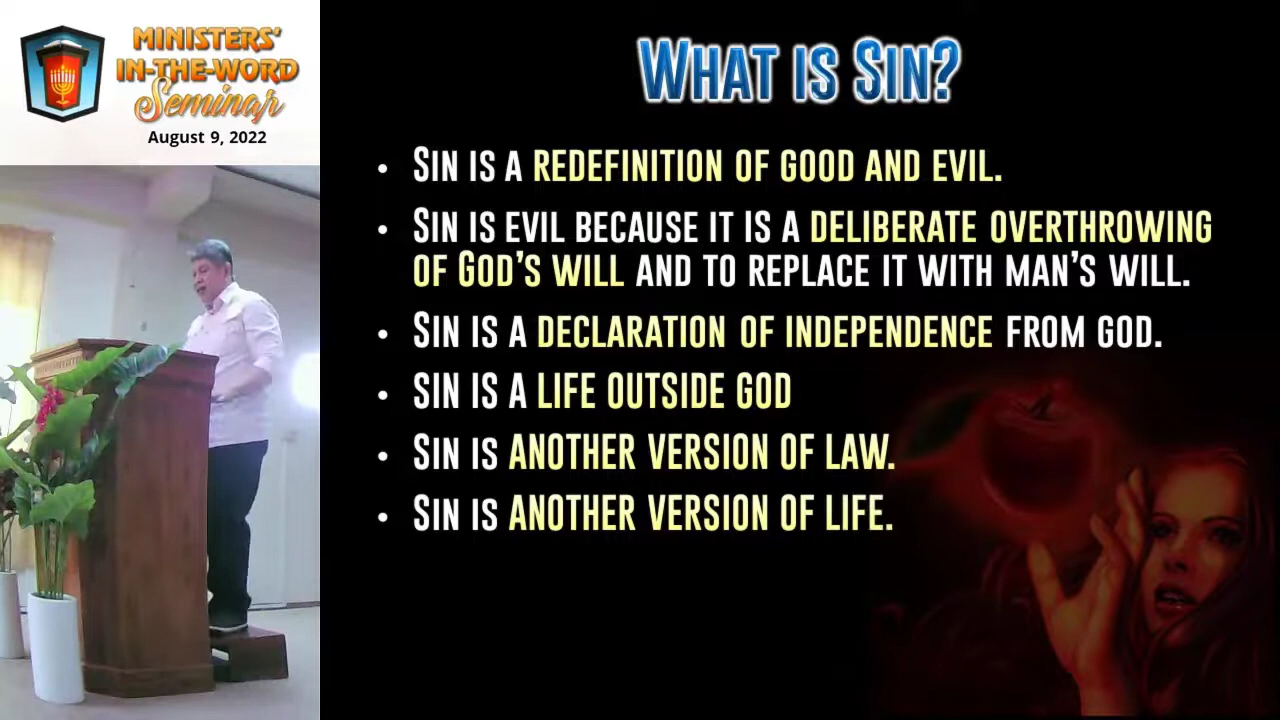 MINISTERS'
IN-THE-WORD
Seminar
August 9, 2022
WHAT IS SIN?
• SIN IS A REDEFINITION OF GOOD AND EVIL.
• SIN IS EVIL BECAUSE IT IS A DELIBERATE OVERTHROWING
OF GOD'S WILL AND TO REPLACE IT WITH MAN'S WILL.
• SIN IS A DECLARATION OF INDEPENDENCE FROM GOD.
• SIN IS A LIFE OUTSIDE GOD
• SIN IS ANOTHER VERSION OF LAW.
• SIN IS ANOTHER VERSION OF LIFE.